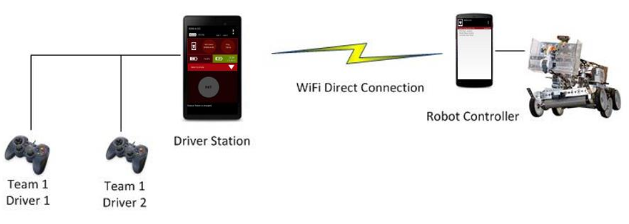 WiFi Direct Connection
Driver Station
Robot Controller
Team 1
Driver 1
Team 1
Driver 2